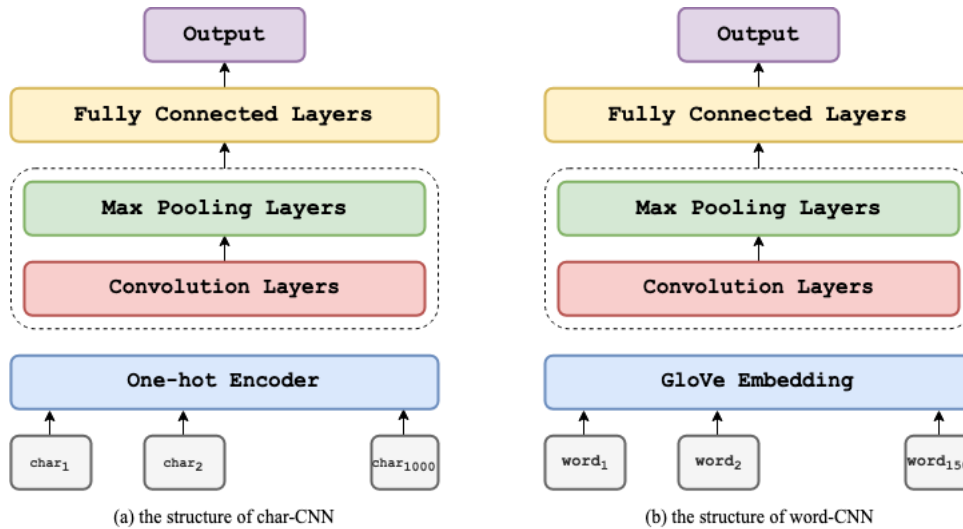 Output
Fully Connected Layers
Max Pooling Layers
Convolution Layers
One-hot Encoder
char1
char2
char1000
(a) the structure of char-CNN
Output
Fully Connected Layers
Max Pooling Layers
Convolution Layers
GloVe Embedding
word1
word2
(b) the structure of word-CNN